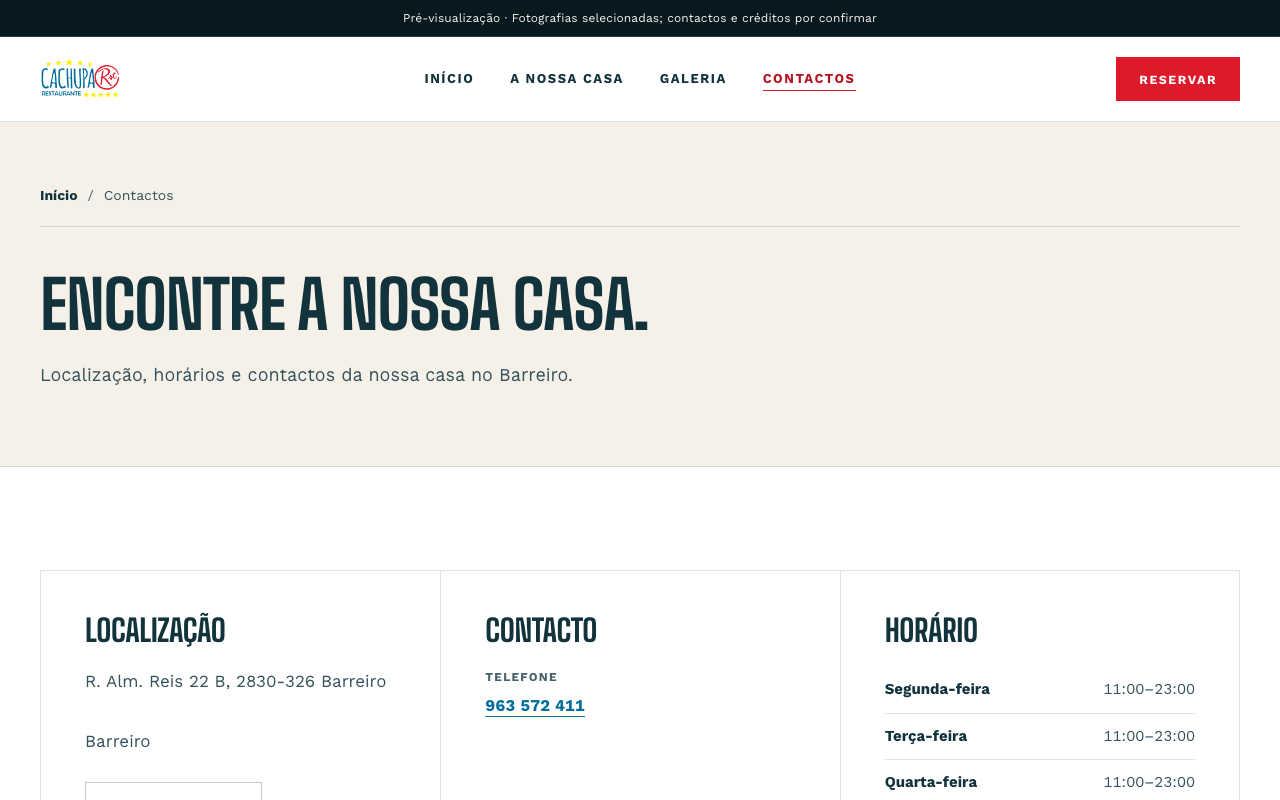 Pré-visualização · Fotografias selecionadas; contactos e créditos por confirmar
CACHUPA Rst
RESTAURANTE
INÍCIO
A NOSSA CASA
GALERIA
CONTACTOS
RESERVAR
Início / Contactos
ENCONTRE A NOSSA CASA.
Localização, horários e contactos da nossa casa no Barreiro.
LOCALIZAÇÃO
R. Alm. Reis 22 B, 2830-326 Barreiro
Barreiro
CONTACTO
TELEFONE
963 572 411
HORÁRIO
Segunda-feira 11:00–23:00
Terça-feira 11:00–23:00
Quarta-feira 11:00–23:00